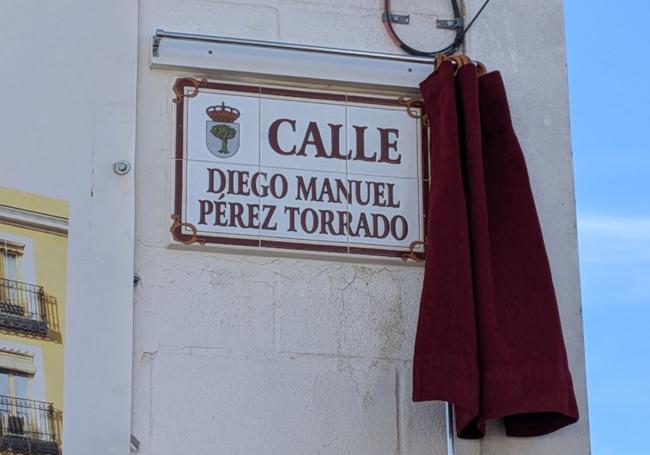 CALLE
DIEGO MANUEL
PÉREZ TORRADO